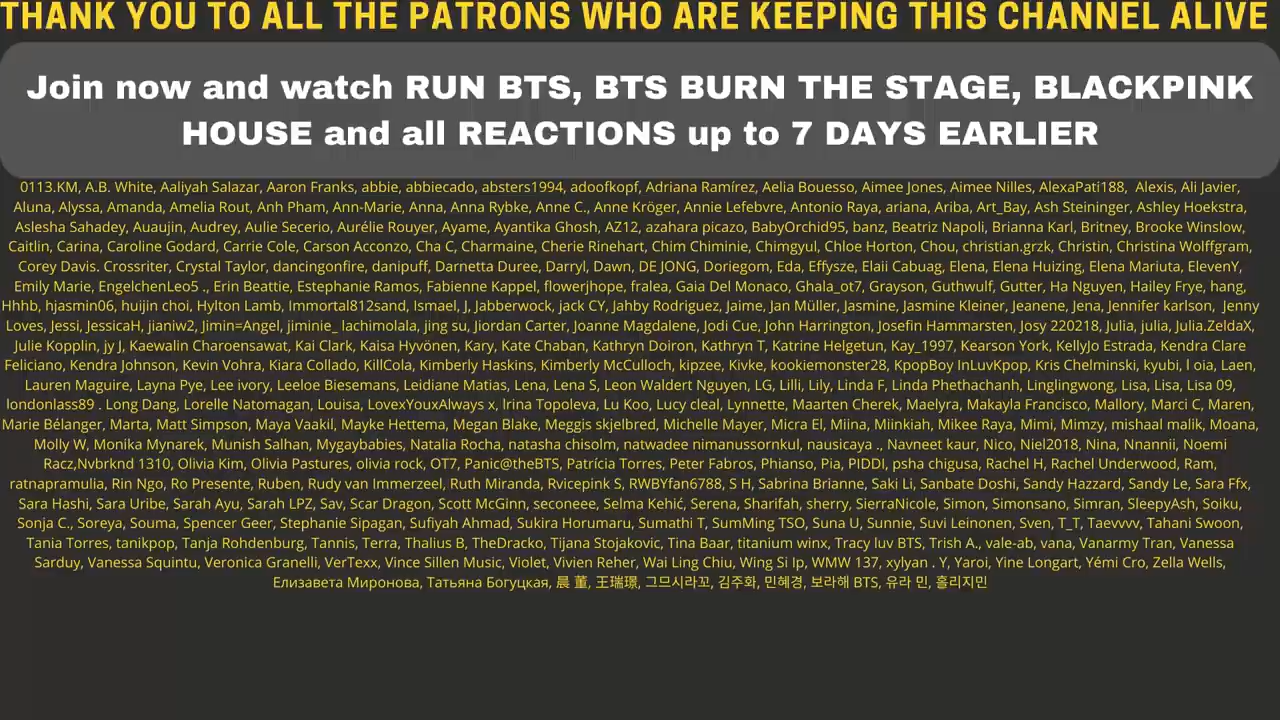 THANK YOU TO ALL THE PATRONS WHO ARE KEEPING THIS CHANNEL ALIVE
Join now and watch RUN BTS, BTS BURN THE STAGE, BLACKPINK
HOUSE and all REACTIONS up to 7 DAYS EARLIER
0113.KM, A.B. White, Aaliyah Salazar, Aaron Franks, abbie, abbiecado, absters1994, adoofkopf, Adriana Ramírez, Aelia Bouesso, Aimee Jones, Aimee Nilles, AlexaPati188, Alexis, Ali Javier,
Aluna, Alyssa, Amanda, Amelia Rout, Anh Pham, Ann-Marie, Anna, Anna Rybke, Anne C., Anne Kröger, Annie Lefebvre, Antonio Raya, ariana, Ariba, Art_Bay, Ash Steininger, Ashley Hoekstra,
Aslesha Sahadey, Auaujin, Audrey, Aulie Secerio, Aurélie Rouyer, Ayame, Ayantika Ghosh, AZ12, azahara picazo, BabyOrchid95, banz, Beatriz Napoli, Brianna Karl, Britney, Brooke Winslow,
Caitlin, Carina, Caroline Godard, Carrie Cole, Carson Acconzo, Cha C, Charmaine, Cherie Rinehart, Chim Chiminie, Chimgyul, Chloe Horton, Chou, christian.grzk, Christin, Christina Wolffgram,
Corey Davis. Crossriter, Crystal Taylor, dancingonfire, danipuff, Darnetta Duree, Darryl, Dawn, DE JONG, Doriegom, Eda, Effysze, Elaii Cabuag, Elena, Elena Huizing, Elena Mariuta, ElevenY,
Emily Marie, EngelchenLeo5 ., Erin Beattie, Estephanie Ramos, Fabienne Kappel, flowerjhope, fralea, Gaia Del Monaco, Ghala_ot7, Grayson, Guthwulf, Gutter, Ha Nguyen, Hailey Frye, hang,
Hhhb, hjasmin06, huijin choi, Hylton Lamb, Immortal812sand, Ismael, J, Jabberwock, jack CY, Jahby Rodriguez, Jaime, Jan Müller, Jasmine, Jasmine Kleiner, Jeanene, Jena, Jennifer karlson, Jenny
Loves, Jessi, JessicaH, jianiw2, Jimin=Angel, jiminie_ lachimolala, jing su, Jiordan Carter, Joanne Magdalene, Jodi Cue, John Harrington, Josefin Hammarsten, Josy 220218, Julia, julia, Julia.ZeldaX,
Julie Kopplin, jy J, Kaewalin Charoensawat, Kai Clark, Kaisa Hyvönen, Kary, Kate Chaban, Kathryn Doiron, Kathryn T, Katrine Helgetun, Kay_1997, Kearson York, KellyJo Estrada, Kendra Clare
Feliciano, Kendra Johnson, Kevin Vohra, Kiara Collado, KillCola, Kimberly Haskins, Kimberly McCulloch, kipzee, Kivke, kookiemonster28, KpopBoy InLuvKpop, Kris Chelminski, kyubi, l oia, Laen,
Lauren Maguire, Layna Pye, Lee ivory, Leeloe Biesemans, Leidiane Matias, Lena, Lena S, Leon Waldert Nguyen, LG, Lilli, Lily, Linda F, Linda Phethachanh, Linglingwong, Lisa, Lisa, Lisa 09,
londonlass89 . Long Dang, Lorelle Natomagan, Louisa, LovexYouxAlways x, lrina Topoleva, Lu Koo, Lucy cleal, Lynnette, Maarten Cherek, Maelyra, Makayla Francisco, Mallory, Marci C, Maren,
Marie Bélanger, Marta, Matt Simpson, Maya Vaakil, Mayke Hettema, Megan Blake, Meggis skjelbred, Michelle Mayer, Micra El, Miina, Miinkiah, Mikee Raya, Mimi, Mimzy, mishaal malik, Moana,
Molly W, Monika Mynarek, Munish Salhan, Mygaybabies, Natalia Rocha, natasha chisolm, natwadee nimanussornkul, nausicaya ., Navneet kaur, Nico, Niel2018, Nina, Nnannii, Noemi
Racz,Nvbrknd 1310, Olivia Kim, Olivia Pastures, olivia rock, OT7, Panic@theBTS, Patrícia Torres, Peter Fabros, Phianso, Pia, PIDDI, psha chigusa, Rachel H, Rachel Underwood, Ram,
ratnapramulia, Rin Ngo, Ro Presente, Ruben, Rudy van Immerzeel, Ruth Miranda, Rvicepink S, RWBYfan6788, S H, Sabrina Brianne, Saki Li, Sanbate Doshi, Sandy Hazzard, Sandy Le, Sara Ffx,
Sara Hashi, Sara Uribe, Sarah Ayu, Sarah LPZ, Sav, Scar Dragon, Scott McGinn, seconeee, Selma Kehić, Serena, Sharifah, sherry, SierraNicole, Simon, Simonsano, Simran, SleepyAsh, Soiku,
Sonja C., Soreya, Souma, Spencer Geer, Stephanie Sipagan, Sufiyah Ahmad, Sukira Horumaru, Sumathi T, SumMing TSO, Suna U, Sunnie, Suvi Leinonen, Sven, T_T, Taevvvv, Tahani Swoon,
Tania Torres, tanikpop, Tanja Rohdenburg, Tannis, Terra, Thalius B, TheDracko, Tijana Stojakovic, Tina Baar, titanium winx, Tracy luv BTS, Trish A., vale-ab, vana, Vanarmy Tran, Vanessa
Sarduy, Vanessa Squintu, Veronica Granelli, VerTexx, Vince Sillen Music, Violet, Vivien Reher, Wai Ling Chiu, Wing Si Ip, WMW 137, xylyan . Y, Yaroi, Yine Longart, Yémi Cro, Zella Wells,
Елизавета Миронова, Татьяна Богуцкая, 晨 董, 王瑞璟, 그므시라꼬, 김주화, 민혜경, 보라해 BTS, 유라 민, 홀리지민